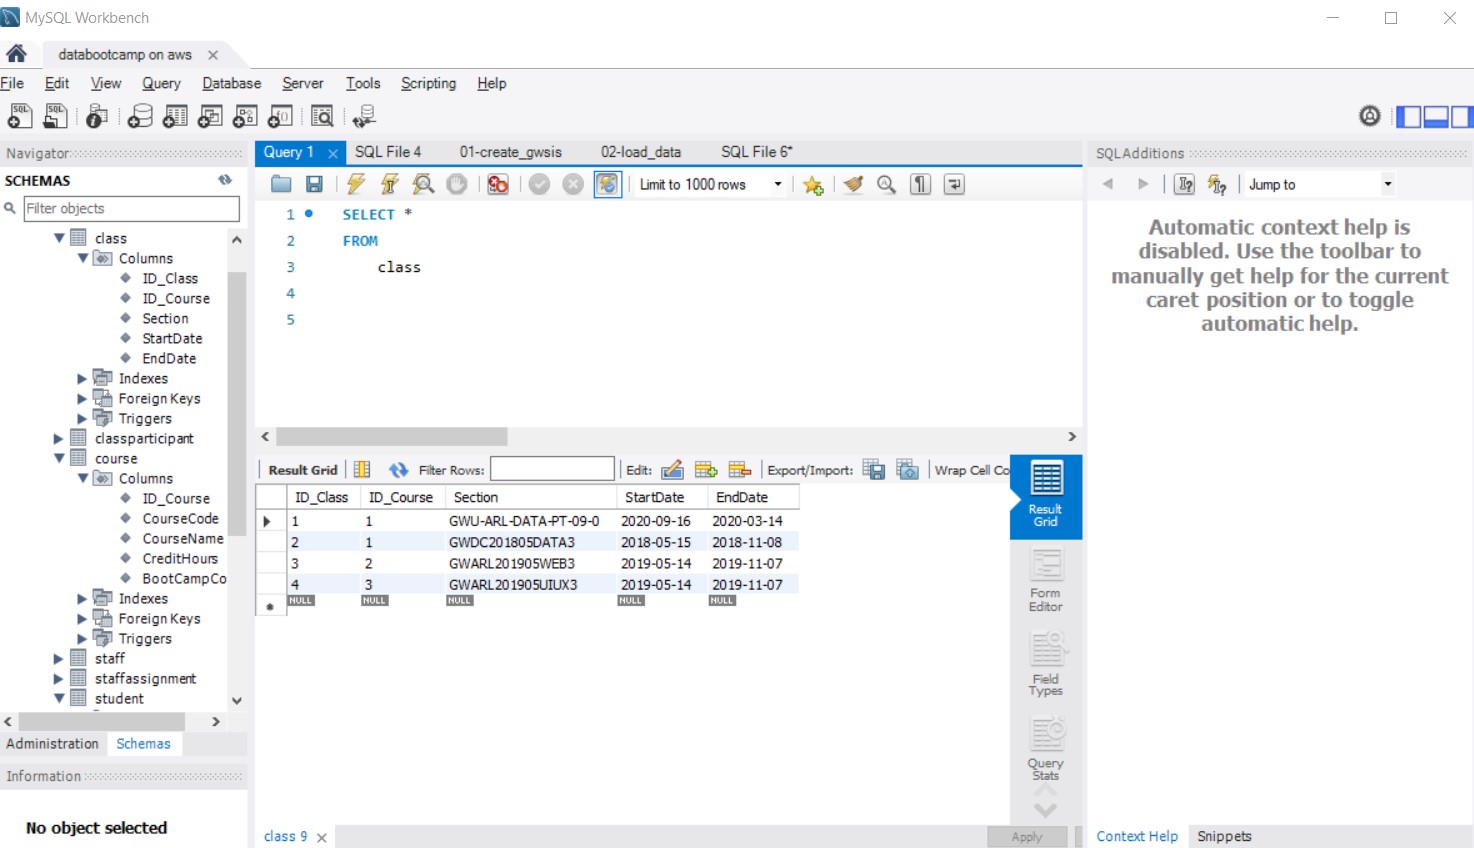 MySQL Workbench
databootcamp on aws
File Edit View Query Database Server Tools Scripting Help
Navigator
SCHEMAS
Filter objects
class
Columns
ID_Class
ID_Course
Section
StartDate
EndDate
Indexes
Foreign Keys
Triggers
classparticipant
course
Columns
ID_Course
CourseCode
CourseName
CreditHours
BootCampCo
Indexes
Foreign Keys
Triggers
staff
staffassignment
student
Administration Schemas
Information
No object selected
Query 1 SQL File 4 01-create_gwsis 02-load_data SQL File 6*
Limit to 1000 rows
1 SELECT *
2 FROM
3 class
4
5
Result Grid Filter Rows: Edit: Export/Import: Wrap Cell Co
ID_Class ID_Course Section StartDate EndDate
1 1 GWU-ARL-DATA-PT-09-0 2020-09-16 2020-03-14
2 1 GWDC201805DATA3 2018-05-15 2018-11-08
3 2 GWARL201905WEB3 2019-05-14 2019-11-07
4 3 GWARL201905UIUX3 2019-05-14 2019-11-07
NULL NULL NULL NULL NULL
Result
Grid
Form
Editor
Field
Types
Query
Stats
class 9
Apply
SQLAdditions
Jump to
Automatic context help is
disabled. Use the toolbar to
manually get help for the current
caret position or to toggle
automatic help.
Context Help Snippets